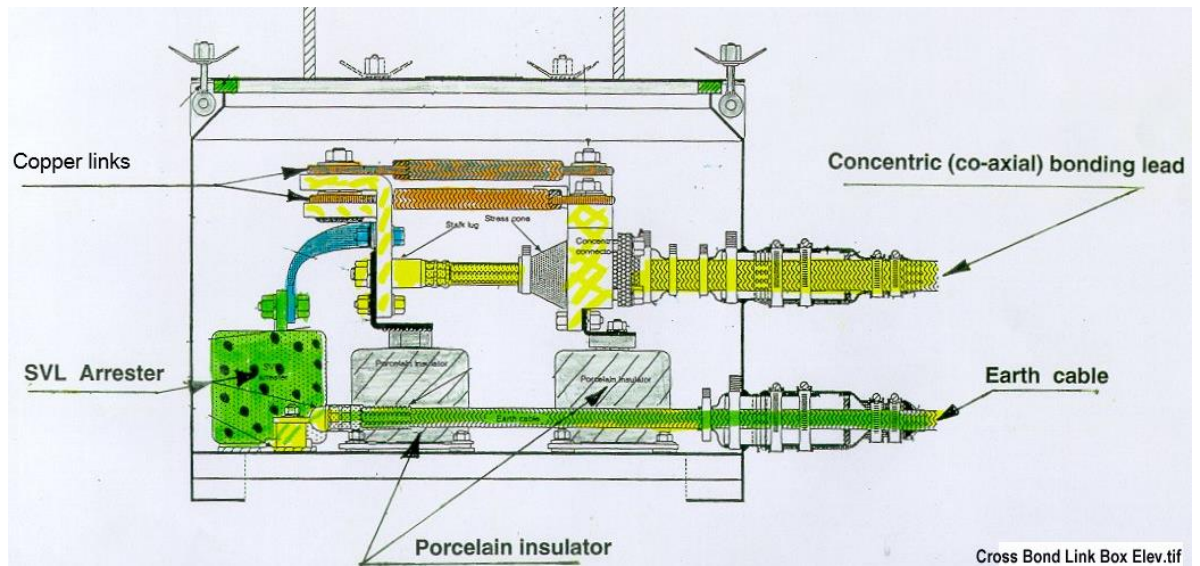 Copper links
Concentric (co-axial) bonding lead
Stress cone
Stalk lug
Concentric
connector
SVL Arrester
Arrester
Porcelain Insulator
Porcelain Insulator
Earth cable
Earth cable
Porcelain insulator
Cross Bond Link Box Elev.tif